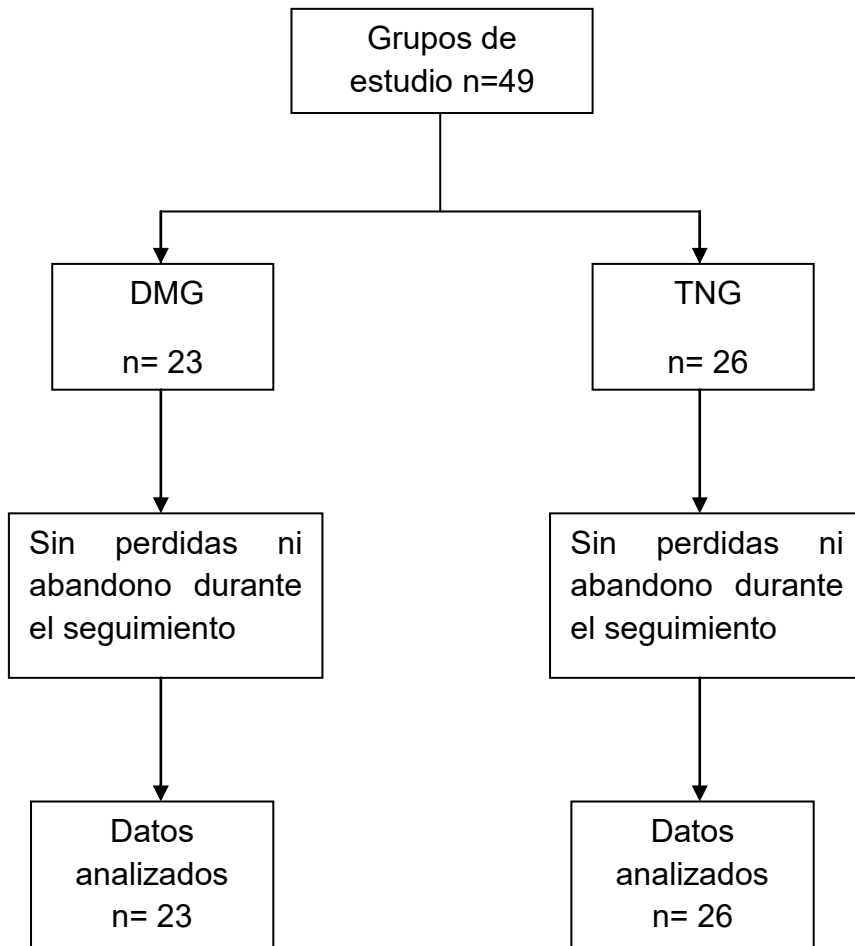 Grupos de
estudio n=49
DMG
n= 23
TNG
n= 26
Sin perdidas ni
abandono durante
el seguimiento
Sin perdidas ni
abandono durante
el seguimiento
Datos
analizados
n= 23
Datos
analizados
n= 26